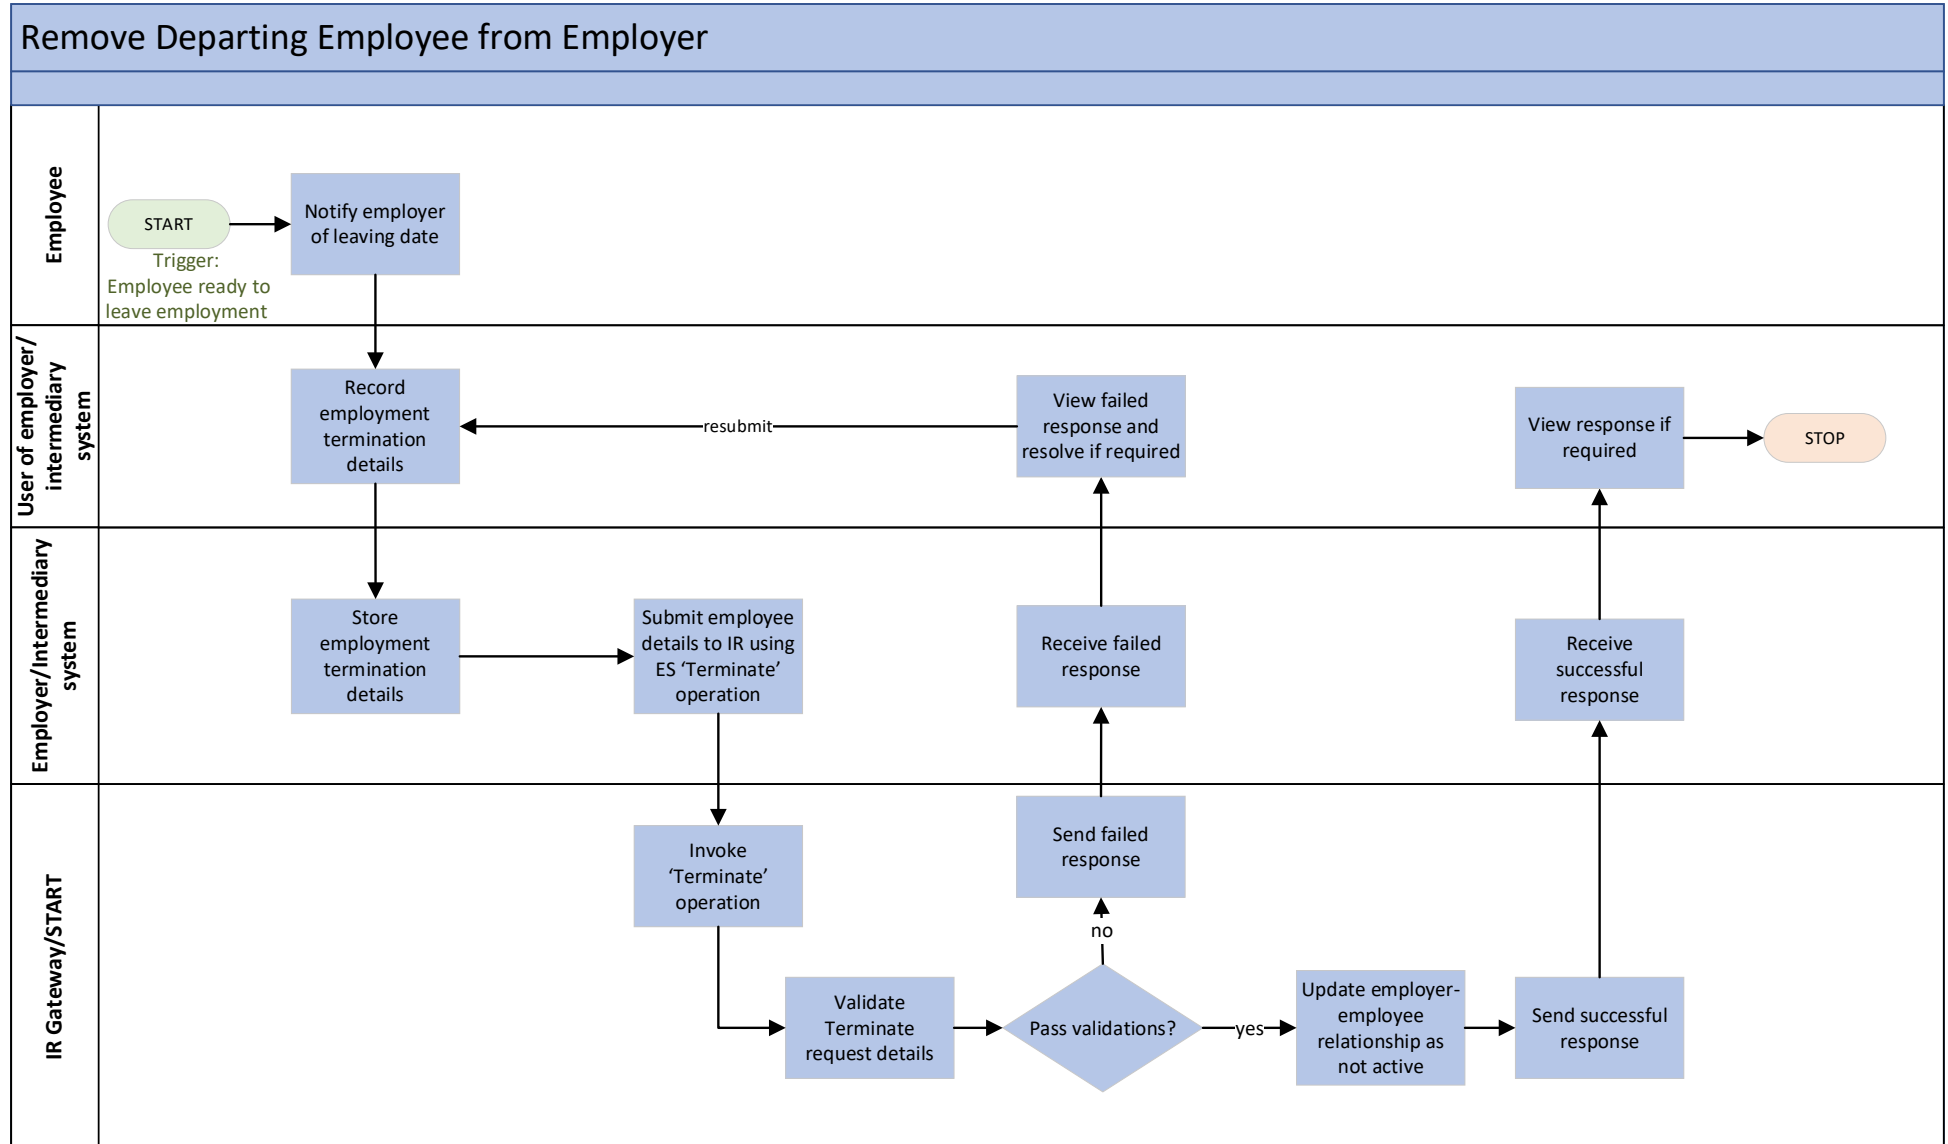 Remove Departing Employee from Employer
Employee
START
Trigger:
Employee ready to
leave employment
Notify employer
of leaving date
User of employer/
intermediary
system
Record
employment
termination
details
resubmit
View failed
response and
resolve if required
View response if
required
STOP
Employer/Intermediary
system
Store
employment
termination
details
Submit employee
details to IR using
ES ‘Terminate’
operation
Receive failed
response
Receive
successful
response
IR Gateway/START
Invoke
‘Terminate’
operation
Send failed
response
no
Validate
Terminate
request details
Pass validations?
yes
Update employer-
employee
relationship as
not active
Send successful
response